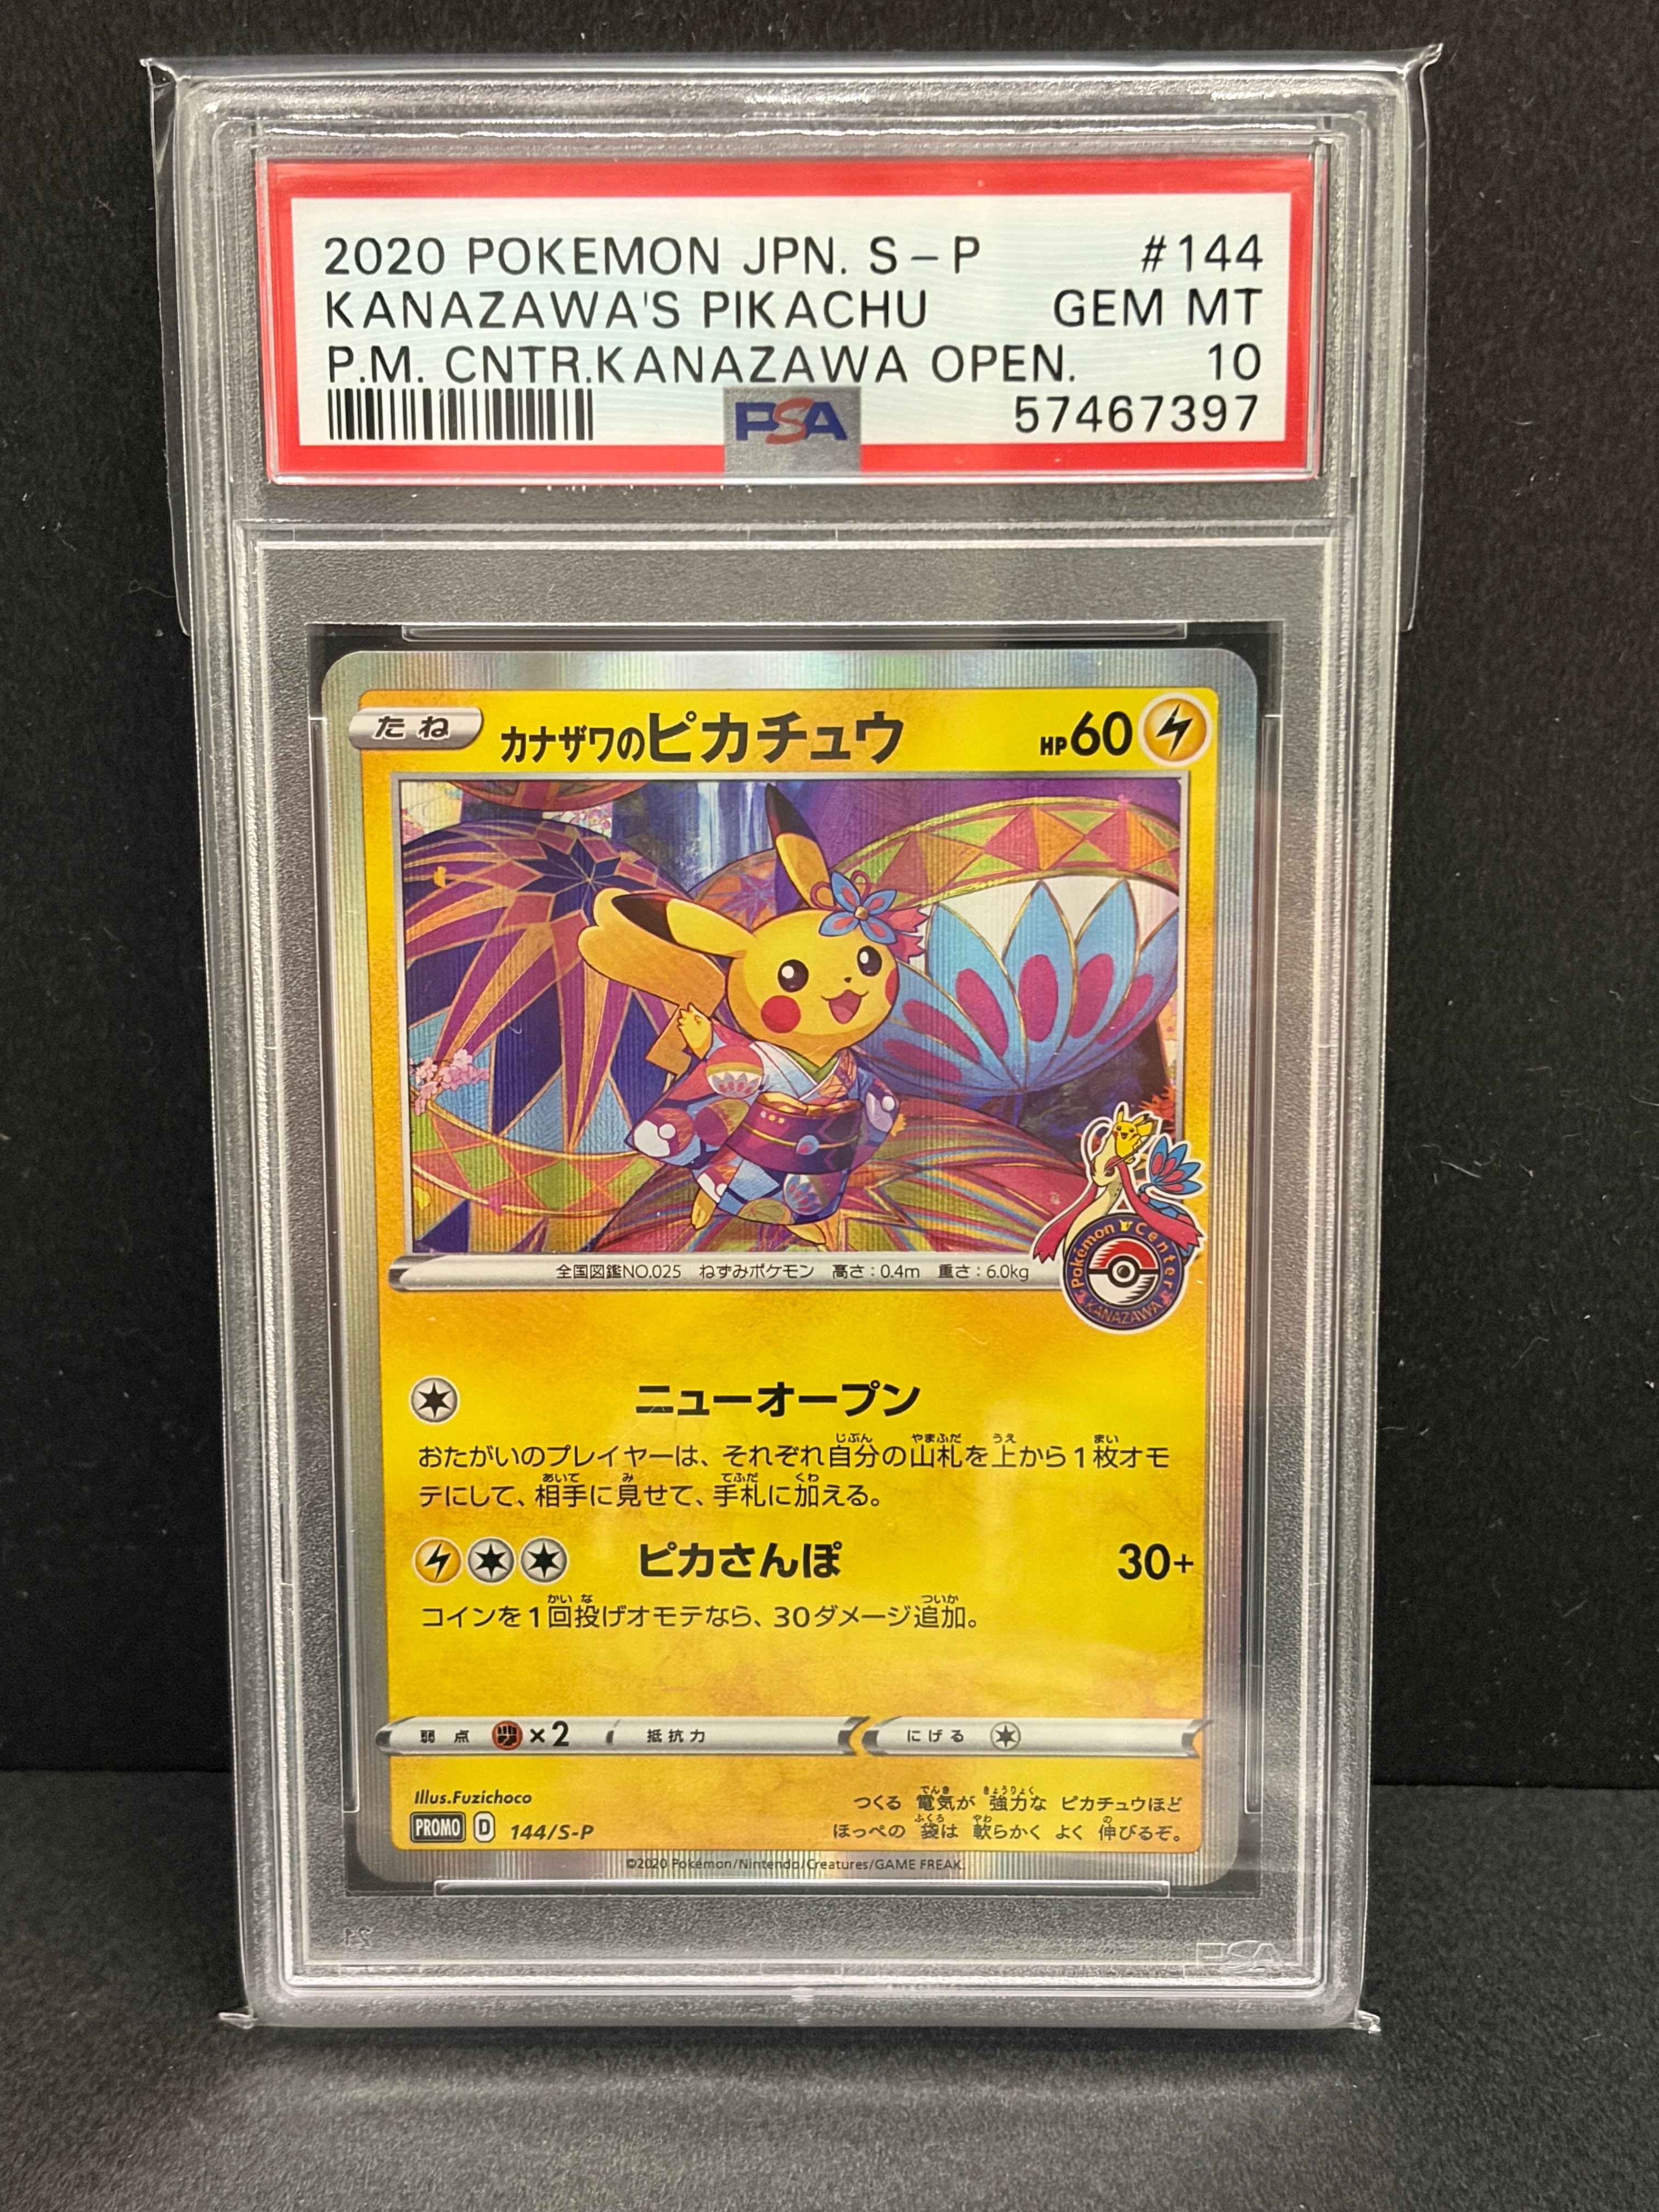 2020 POKEMON JPN. S-P #144
KANAZAWA'S PIKACHU GEM MT
P.M. CNTR.KANAZAWA OPEN. 10
PSA 57467397
たね カナザワのピカチュウ HP60
Pokémon Center
KANAZAWA
全国図鑑NO.025 ねずみポケモン 高さ:0.4m 重さ:6.0kg
ニューオープン
おたがいのプレイヤーは、それぞれ自分の山札を上から1枚オモ
テにして、相手に見せて、手札に加える。
ピカさんぽ 30+
コインを1回投げオモテなら、30ダメージ追加。
弱点 ×2 抵抗力 にげる
Illus.Fuzichoco
つくる 電気が 強力な ピカチュウほど
ほっぺの 袋は 軟らかく よく 伸びるぞ。
PROMO D 144/S-P
©2020 Pokémon/Nintendo/Creatures/GAME FREAK.
PSA